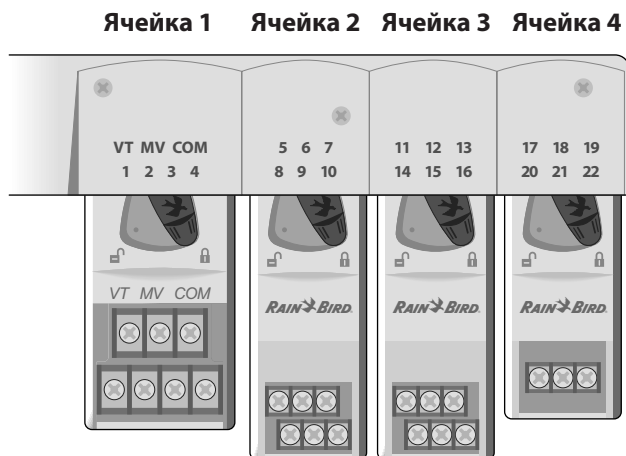 Ячейка 1 Ячейка 2 Ячейка 3 Ячейка 4
VT MV COM 5 6 7 11 12 13 17 18 19
1 2 3 4 8 9 10 14 15 16 20 21 22
VT MV COM
RAIN BIRD. RAIN BIRD. RAIN BIRD.